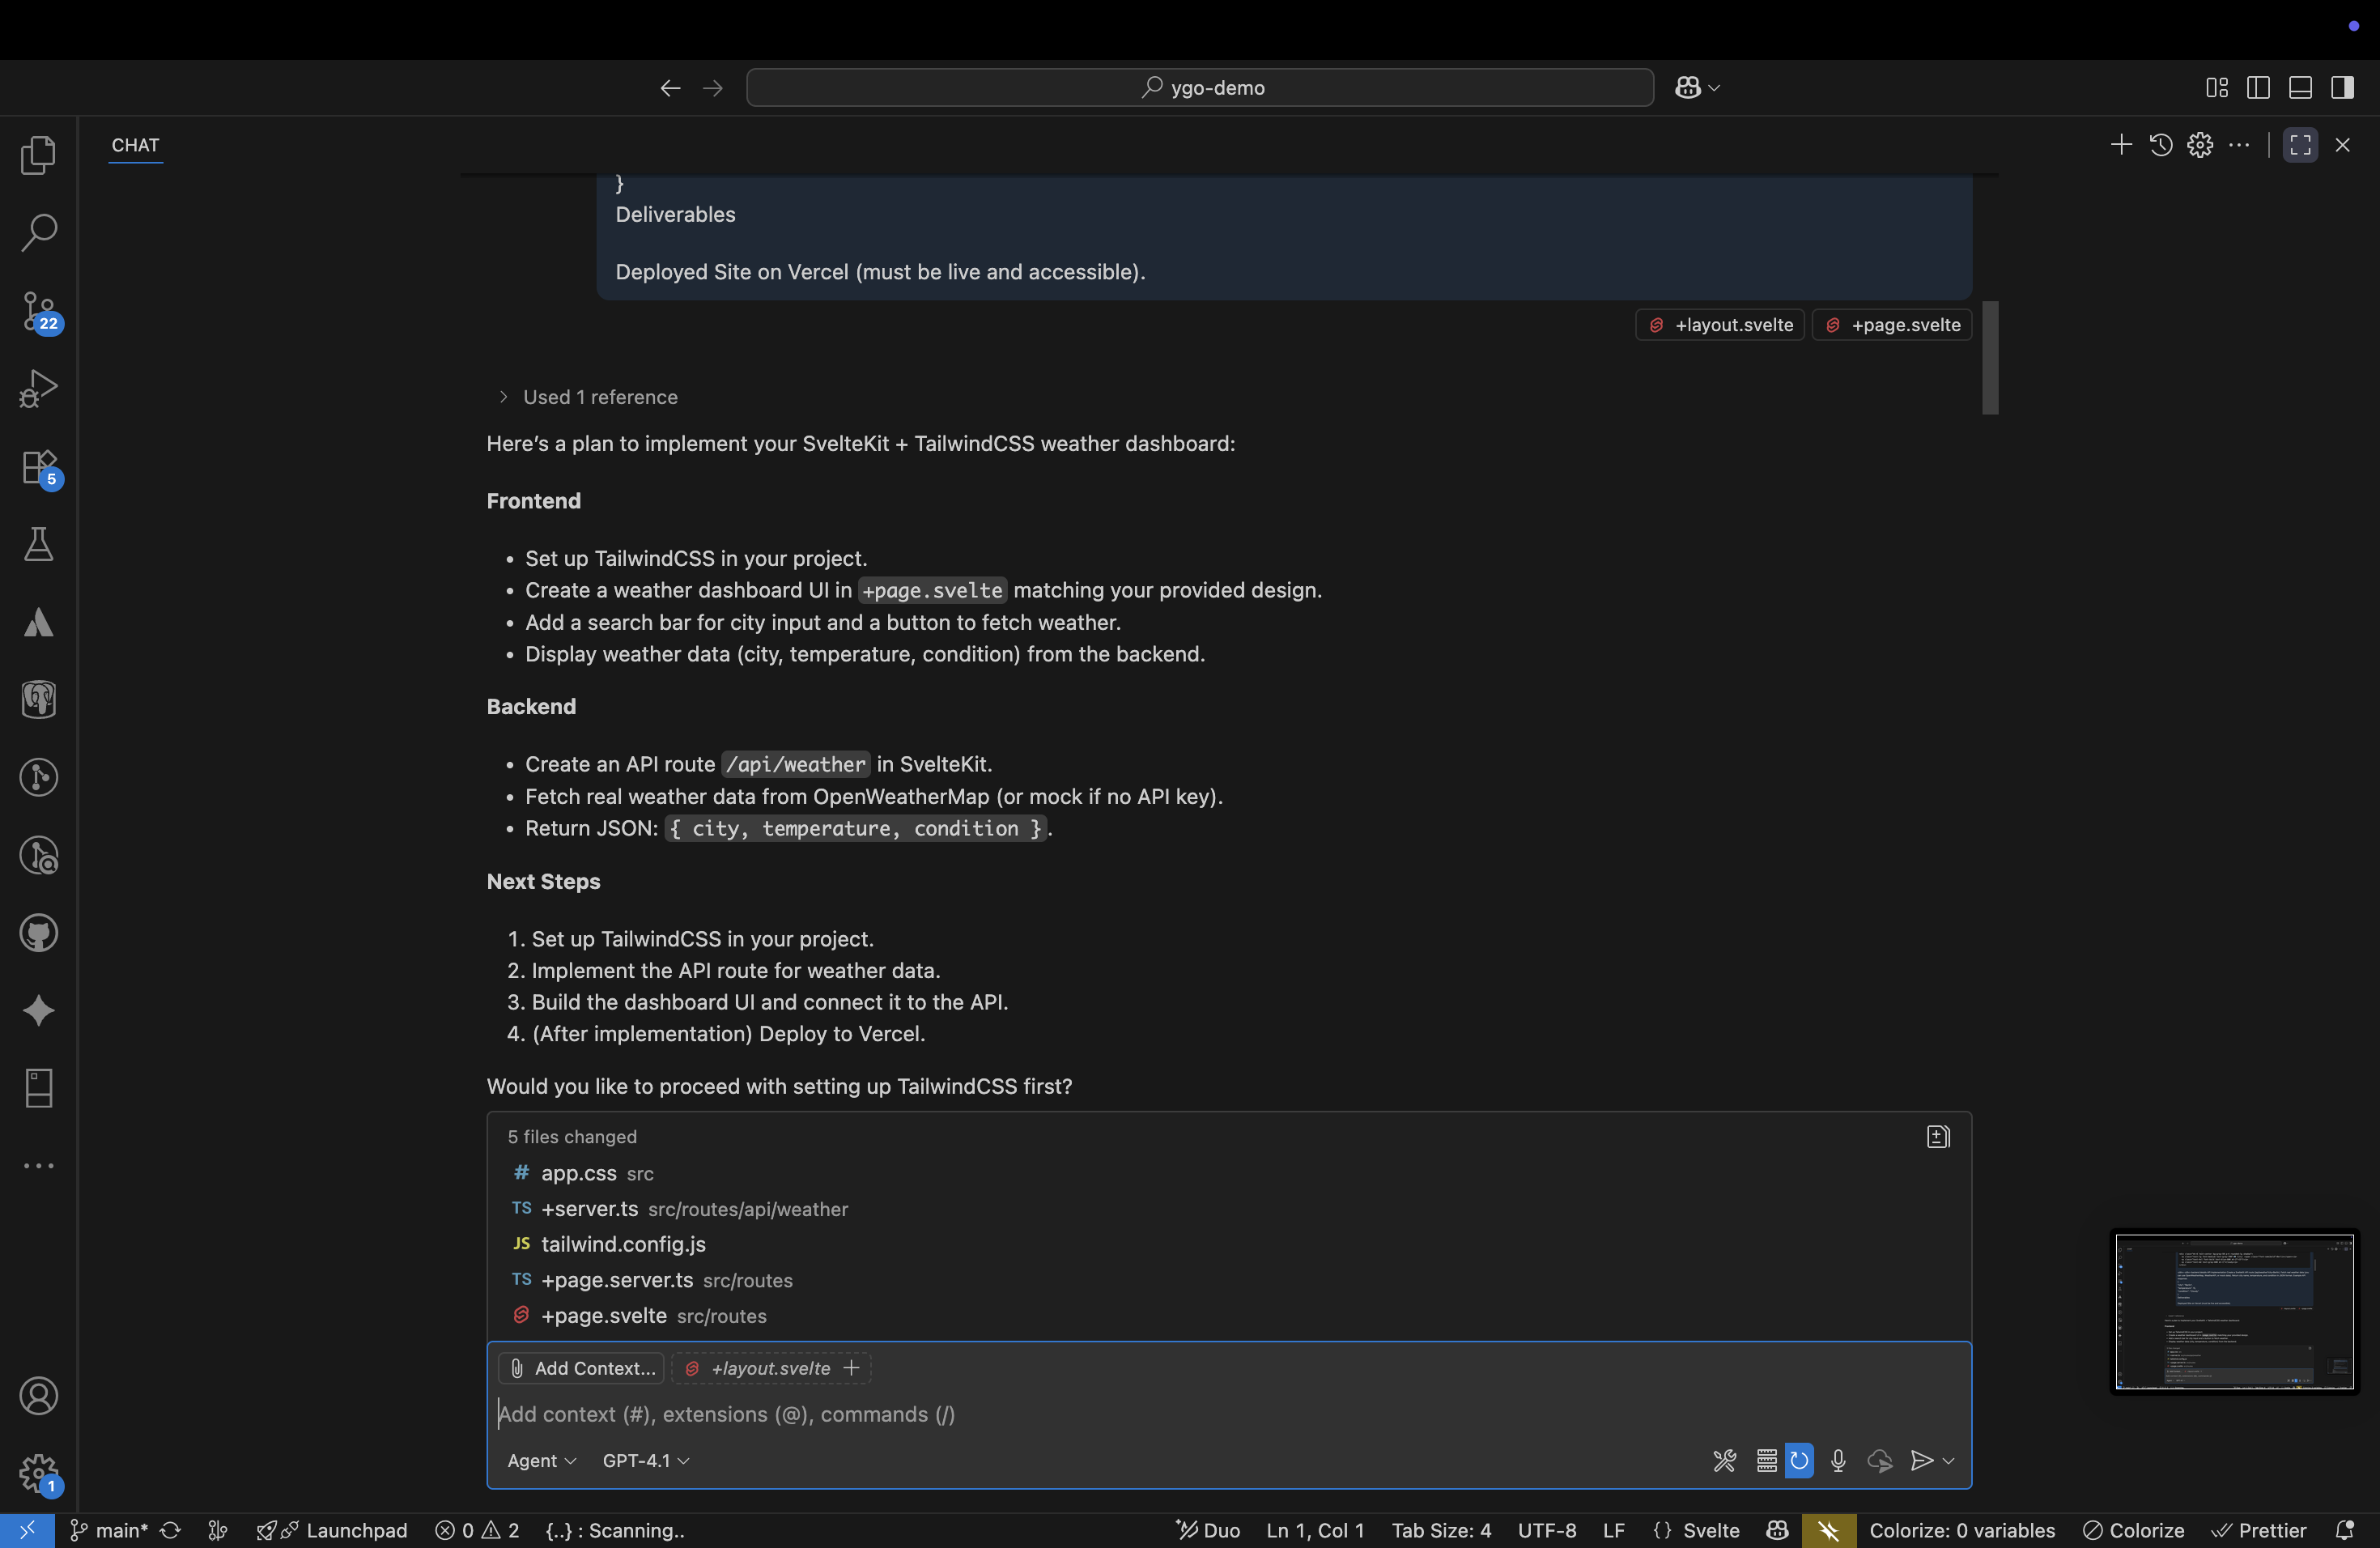 ygo-demo
CHAT
}
Deliverables
Deployed Site on Vercel (must be live and accessible).
+layout.svelte
+page.svelte
22
5
Used 1 reference
Here’s a plan to implement your SvelteKit + TailwindCSS weather dashboard:
Frontend
• Set up TailwindCSS in your project.
• Create a weather dashboard UI in +page.svelte matching your provided design.
• Add a search bar for city input and a button to fetch weather.
• Display weather data (city, temperature, condition) from the backend.
Backend
• Create an API route /api/weather in SvelteKit.
• Fetch real weather data from OpenWeatherMap (or mock if no API key).
• Return JSON: { city, temperature, condition }.
Next Steps
1. Set up TailwindCSS in your project.
2. Implement the API route for weather data.
3. Build the dashboard UI and connect it to the API.
4. (After implementation) Deploy to Vercel.
Would you like to proceed with setting up TailwindCSS first?
5 files changed
# app.css src
TS +server.ts src/routes/api/weather
JS tailwind.config.js
TS +page.server.ts src/routes
+page.svelte src/routes
Add Context...
+layout.svelte +
Add context (#), extensions (@), commands (/)
Agent
GPT-4.1
1
main*
Launchpad
0
2
{..} : Scanning..
Duo
Ln 1, Col 1
Tab Size: 4
UTF-8
LF
{} Svelte
Colorize: 0 variables
Colorize
Prettier